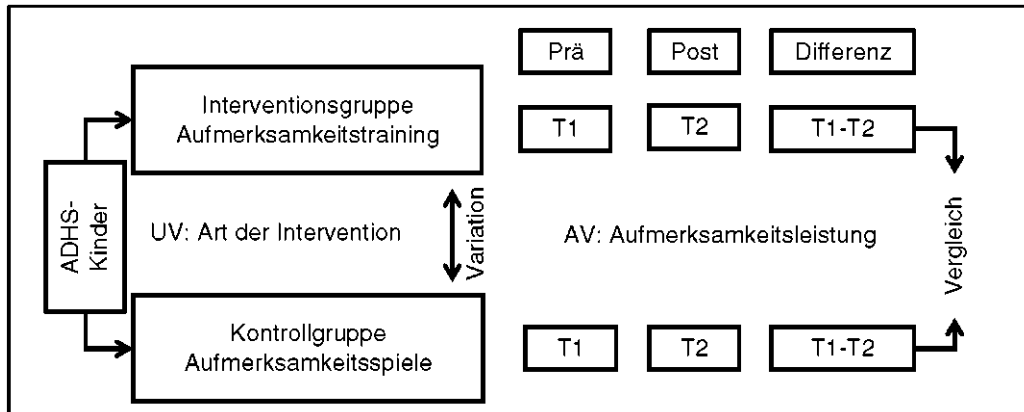 Prä
Post
Differenz
Interventionsgruppe
Aufmerksamkeitstraining
T1
T2
T1-T2
ADHS-
Kinder
UV: Art der Intervention
Variation
AV: Aufmerksamkeitsleistung
Vergleich
Kontrollgruppe
Aufmerksamkeitsspiele
T1
T2
T1-T2